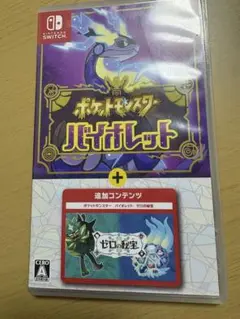 NINTENDO
SWITCH
ポケットモンスター
バイオレット
+
追加コンテンツ
ポケットモンスター バイオレット ゼロの秘宝
ゼロの秘宝
CERO
A